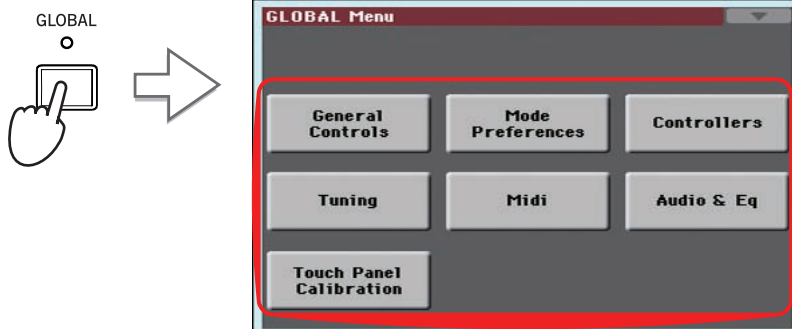 GLOBAL
GLOBAL Menu
General
Controls
Mode
Preferences
Controllers
Tuning
Midi
Audio & Eq
Touch Panel
Calibration